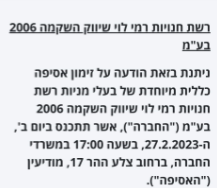 רשת חנויות רמי לוי שיווק השקמה 2006
בע"מ
ניתנת בזאת הודעה על זימון אסיפה
כללית מיוחדת של בעלי מניות רשת
חנויות רמי לוי שיווק השקמה 2006
בע"מ ("החברה"), אשר תתכנס ביום ב',
ה-27.2.2023, בשעה 17:00 במשרדי
החברה, ברחוב צלע ההר 17, מודיעין
("האסיפה").